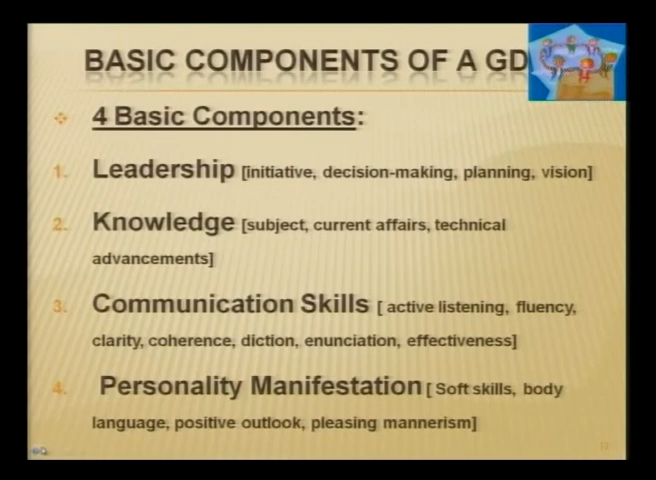 BASIC COMPONENTS OF A GD
4 Basic Components:
1. Leadership [initiative, decision-making, planning, vision]
2. Knowledge [subject, current affairs, technical
advancements]
3. Communication Skills [ active listening, fluency,
clarity, coherence, diction, enunciation, effectiveness]
4. Personality Manifestation [ Soft skills, body
language, positive outlook, pleasing mannerism]